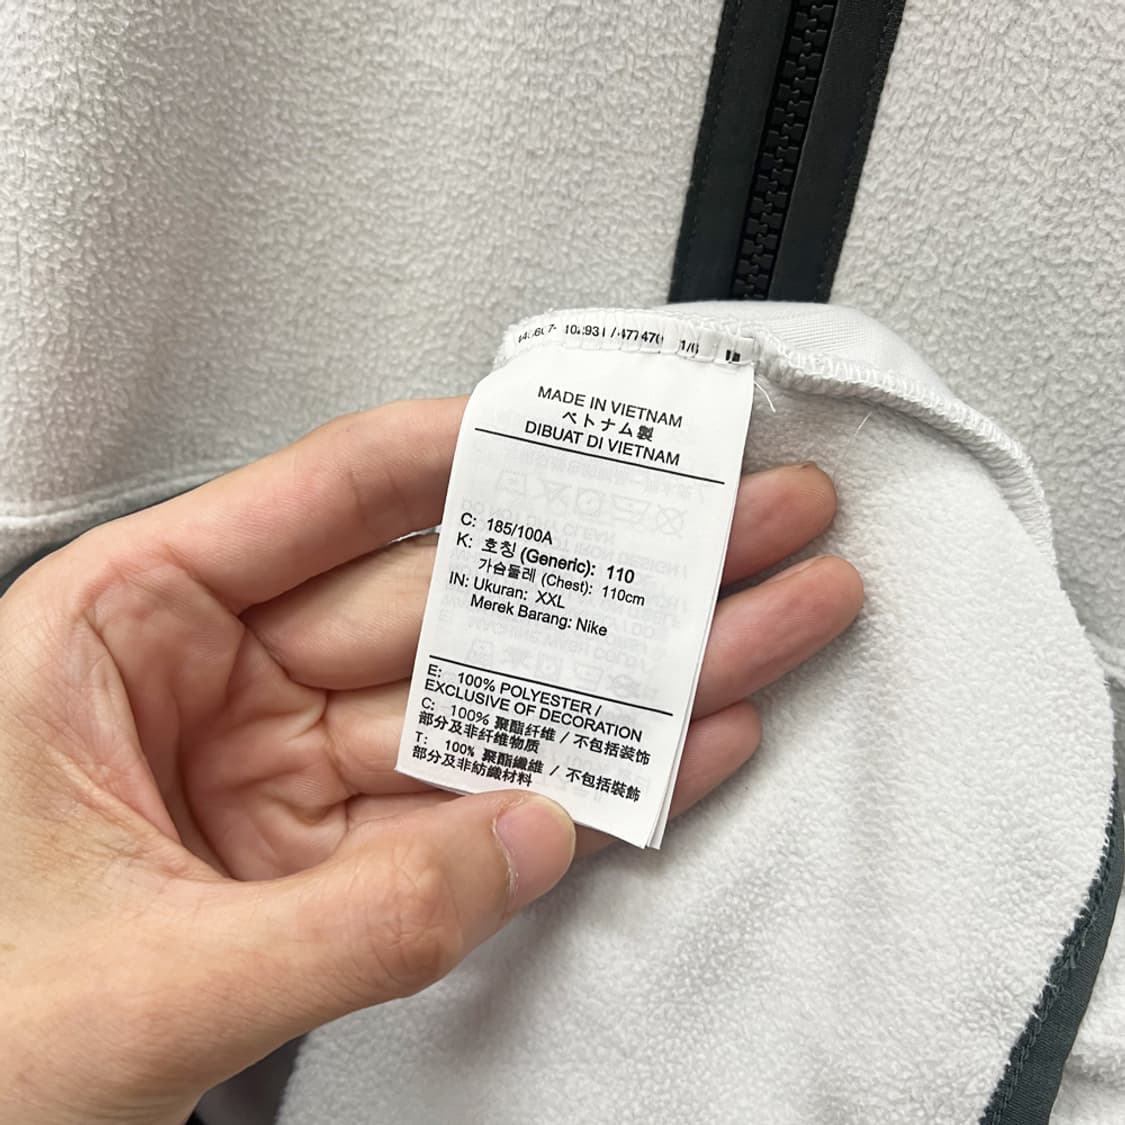 MADE IN VIETNAM
ベトナム製
DIBUAT DI VIETNAM
C: 185/100A
K: 호칭 (Generic): 110
가슴둘레 (Chest): 110cm
IN: Ukuran: XXL
Merek Barang: Nike
E: 100% POLYESTER /
EXCLUSIVE OF DECORATION
C: 100% 聚酯纤维 / 不包括装饰
部分及非纤维物质
T: 100% 聚酯纖維 / 不包括裝飾
部分及非紡織材料